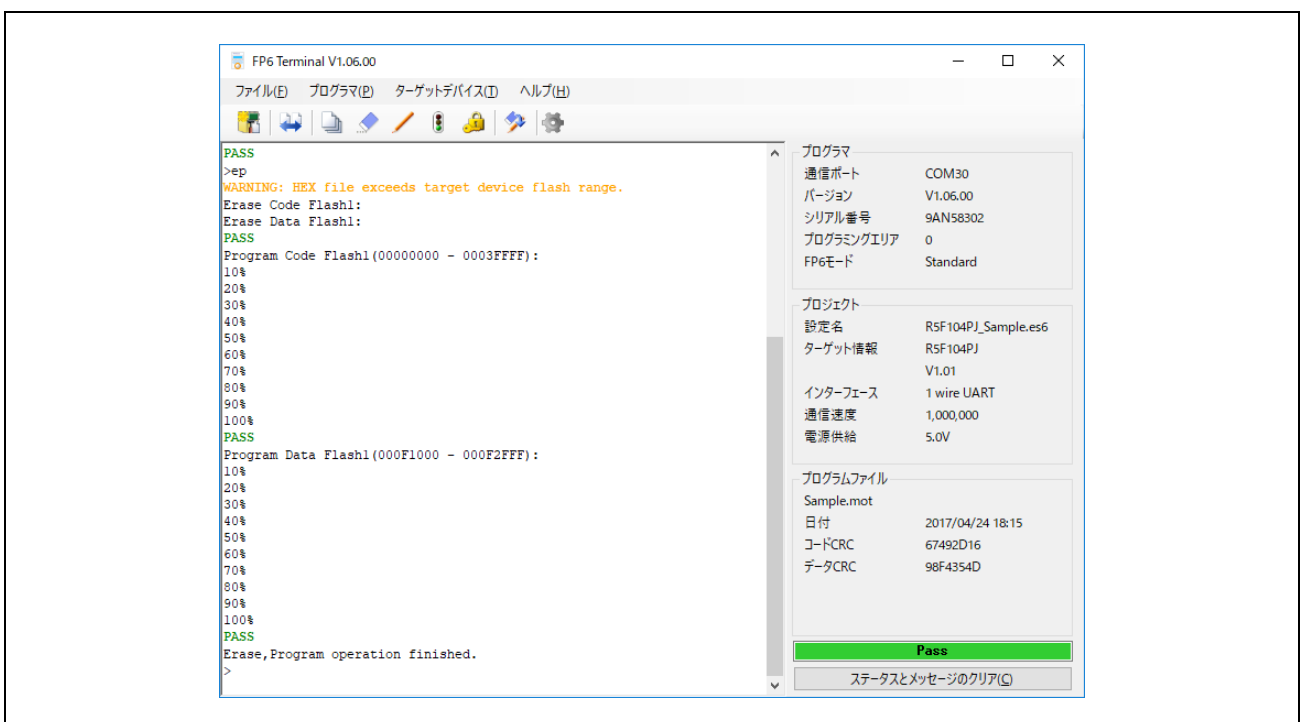 FP6 Terminal V1.06.00
ファイル(F) プログラマ(P) ターゲットデバイス(T) ヘルプ(H)
PASS
>ep
WARNING: HEX file exceeds target device flash range.
Erase Code Flash1:
Erase Data Flash1:
PASS
Program Code Flash1(00000000 - 0003FFFF):
10%
20%
30%
40%
50%
60%
70%
80%
90%
100%
PASS
Program Data Flash1(000F1000 - 000F2FFF):
10%
20%
30%
40%
50%
60%
70%
80%
90%
100%
PASS
Erase,Program operation finished.
>
プログラマ
通信ポート COM30
バージョン V1.06.00
シリアル番号 9AN58302
プログラミングエリア 0
FP6モード Standard
プロジェクト
設定名 R5F104PJ_Sample.es6
ターゲット情報 R5F104PJ
V1.01
インターフェース 1 wire UART
通信速度 1,000,000
電源供給 5.0V
プログラムファイル
Sample.mot
日付 2017/04/24 18:15
コードCRC 67492D16
データCRC 98F4354D
Pass
ステータスとメッセージのクリア(C)